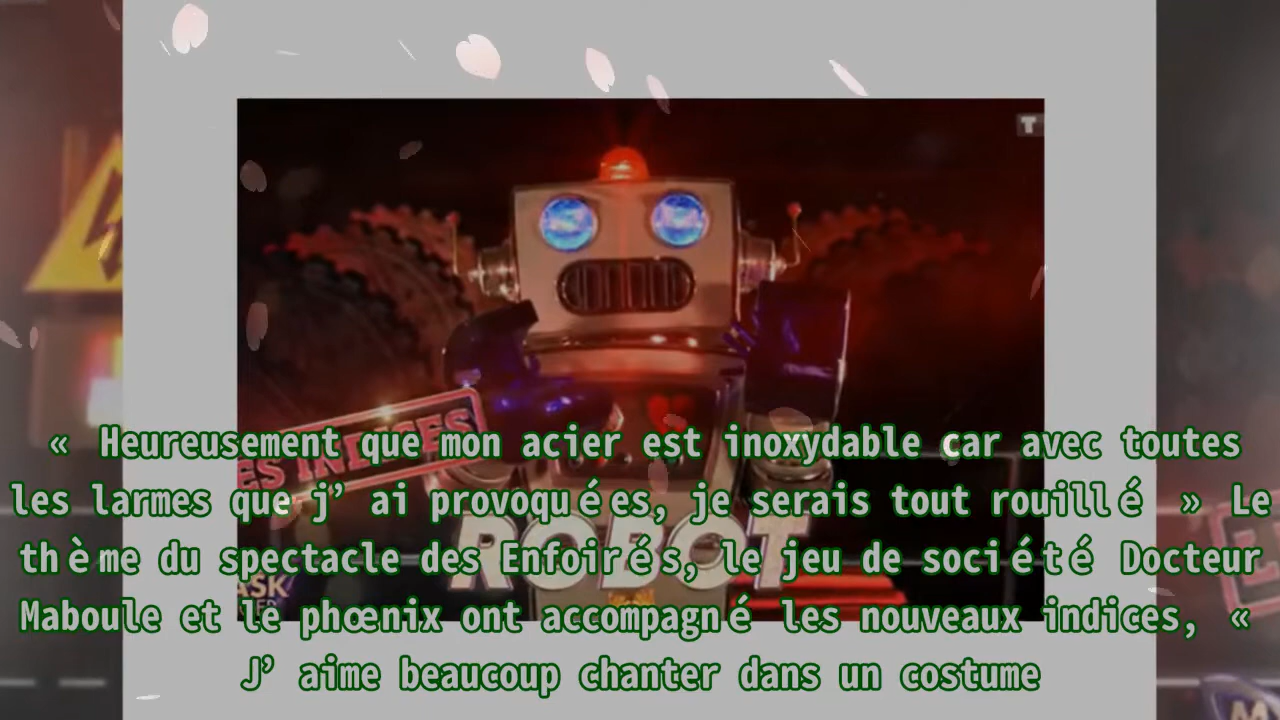 « Heureusement que mon acier est inoxydable car avec toutes
les larmes que j’ ai provoquées, je serais tout rouillé » Le
thème du spectacle des Enfoirés, le jeu de société Docteur
Maboule et le phœnix ont accompagné les nouveaux indices, «
J’ aime beaucoup chanter dans un costume
T
INDICES
ROBOT